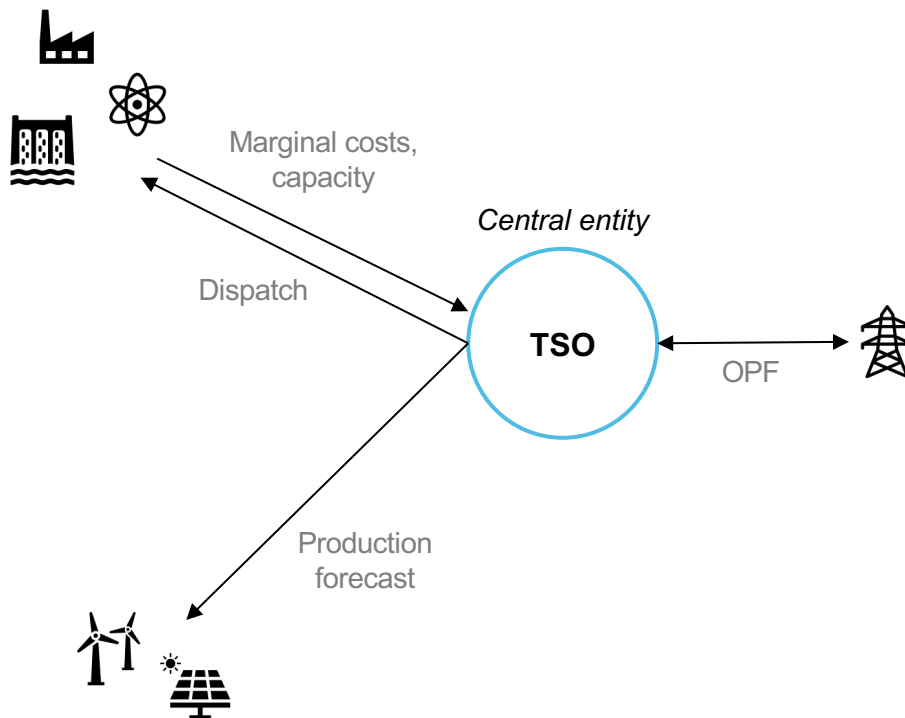 Marginal costs,
capacity
Central entity
Dispatch
TSO
OPF
Production
forecast